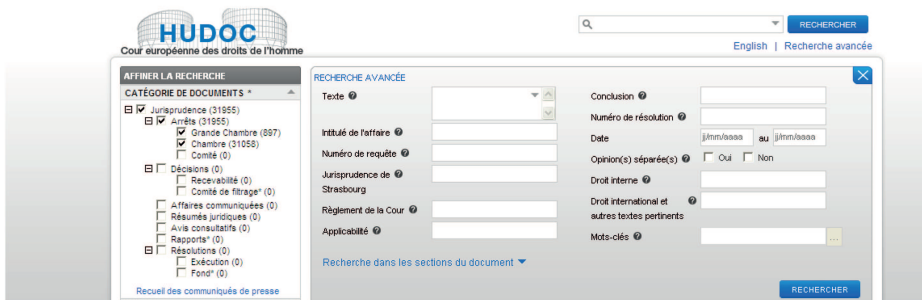 HUDOC
Cour européenne des droits de l'homme
RECHERCHER
English | Recherche avancée
AFFINER LA RECHERCHE
CATÉGORIE DE DOCUMENTS *
Jurisprudence (31955)
Arrêts (31955)
Grande Chambre (897)
Chambre (31058)
Comité (0)
Décisions (0)
Recevabilité (0)
Comité de filtrage* (0)
Affaires communiquées (0)
Résumés juridiques (0)
Avis consultatifs (0)
Rapports* (0)
Résolutions (0)
Exécution (0)
Fond* (0)
Recueil des communiqués de presse
RECHERCHE AVANCÉE
Texte
Intitulé de l'affaire
Numéro de requête
Jurisprudence de
Strasbourg
Règlement de la Cour
Applicabilité
Recherche dans les sections du document
Conclusion
Numéro de résolution
Date jj/mm/aaaa au jj/mm/aaaa
Opinion(s) séparée(s) Oui Non
Droit interne
Droit international et
autres textes pertinents
Mots-clés ...
RECHERCHER